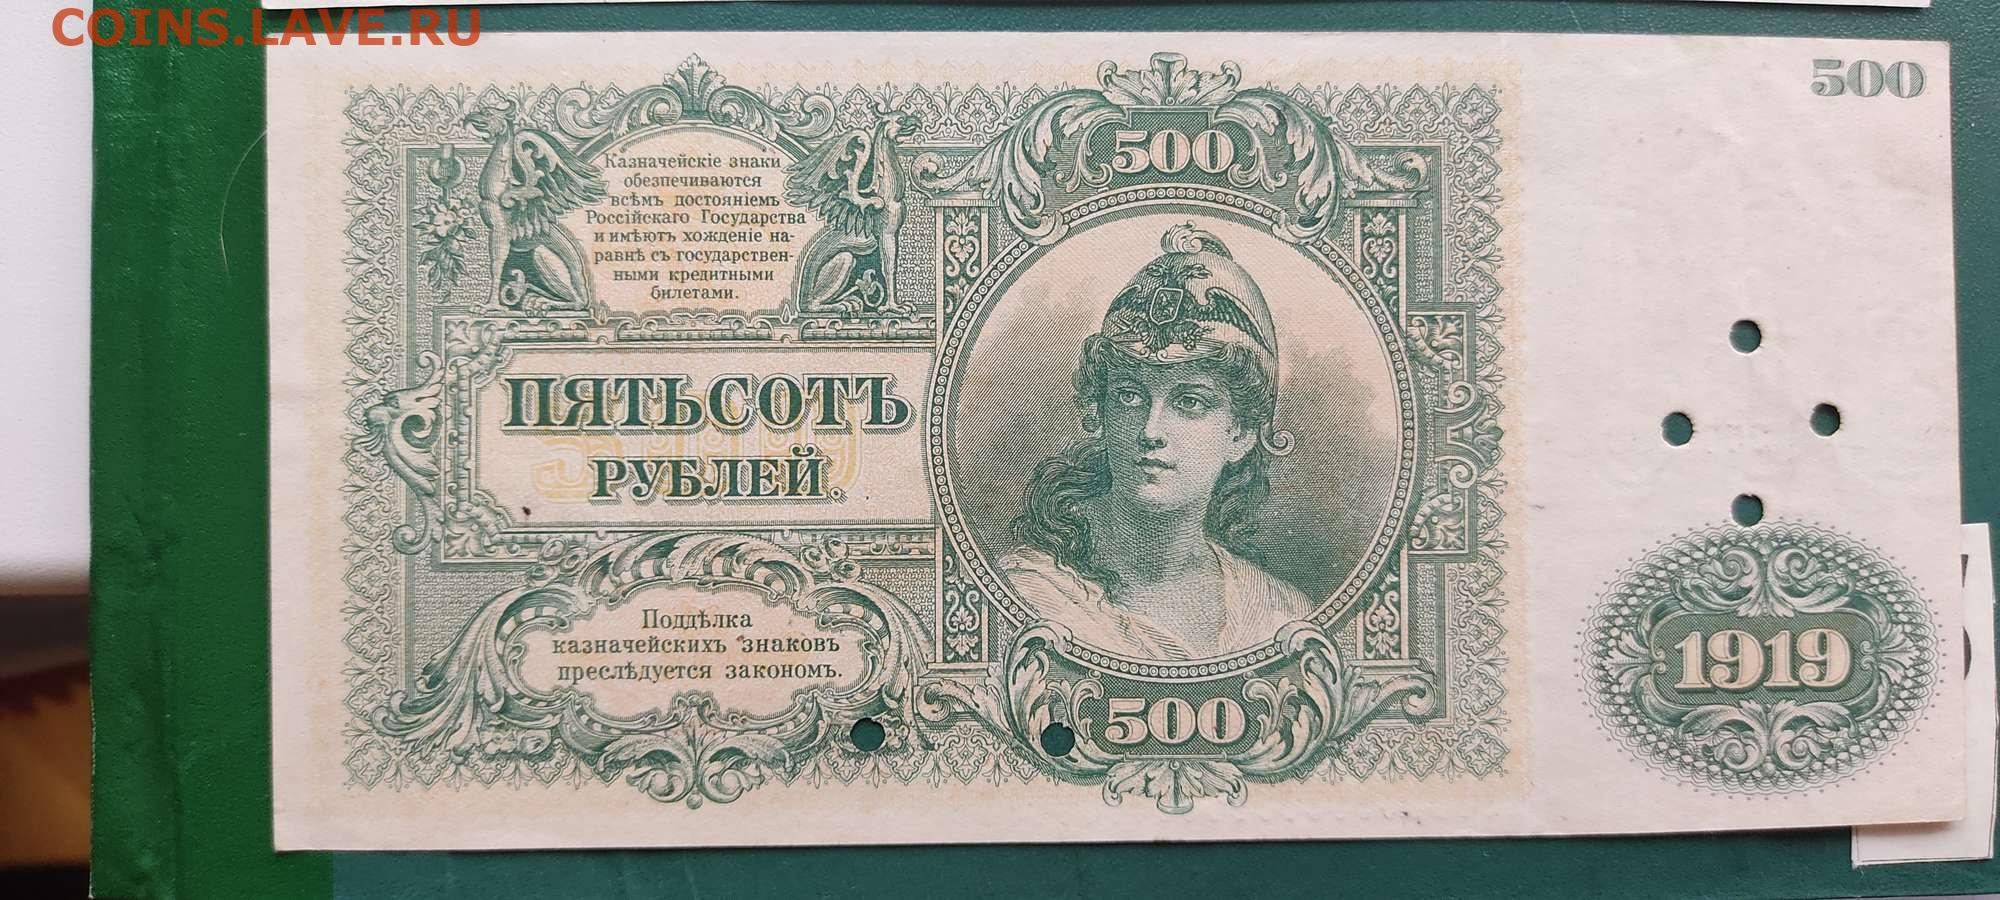 COINS.LAVE.RU
500
500
Казначейскіе знаки
обезпечиваются
всѣмъ достояніемъ
Россійскаго Государства
и имѣютъ хожденіе на-
равнѣ съ государствен-
ными кредитными
билетами.
ПЯТЬСОТЪ
РУБЛЕЙ.
500
Поддѣлка
казначейскихъ знаковъ
преслѣдуется закономъ.
500
1919